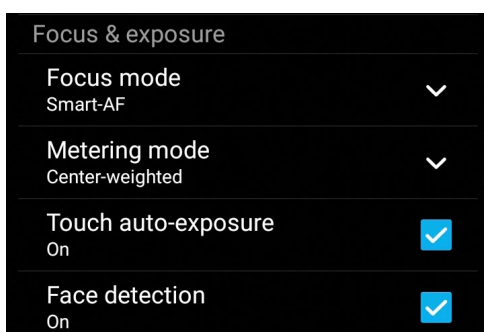 Focus & exposure
Focus mode
Smart-AF
Metering mode
Center-weighted
Touch auto-exposure
On
Face detection
On